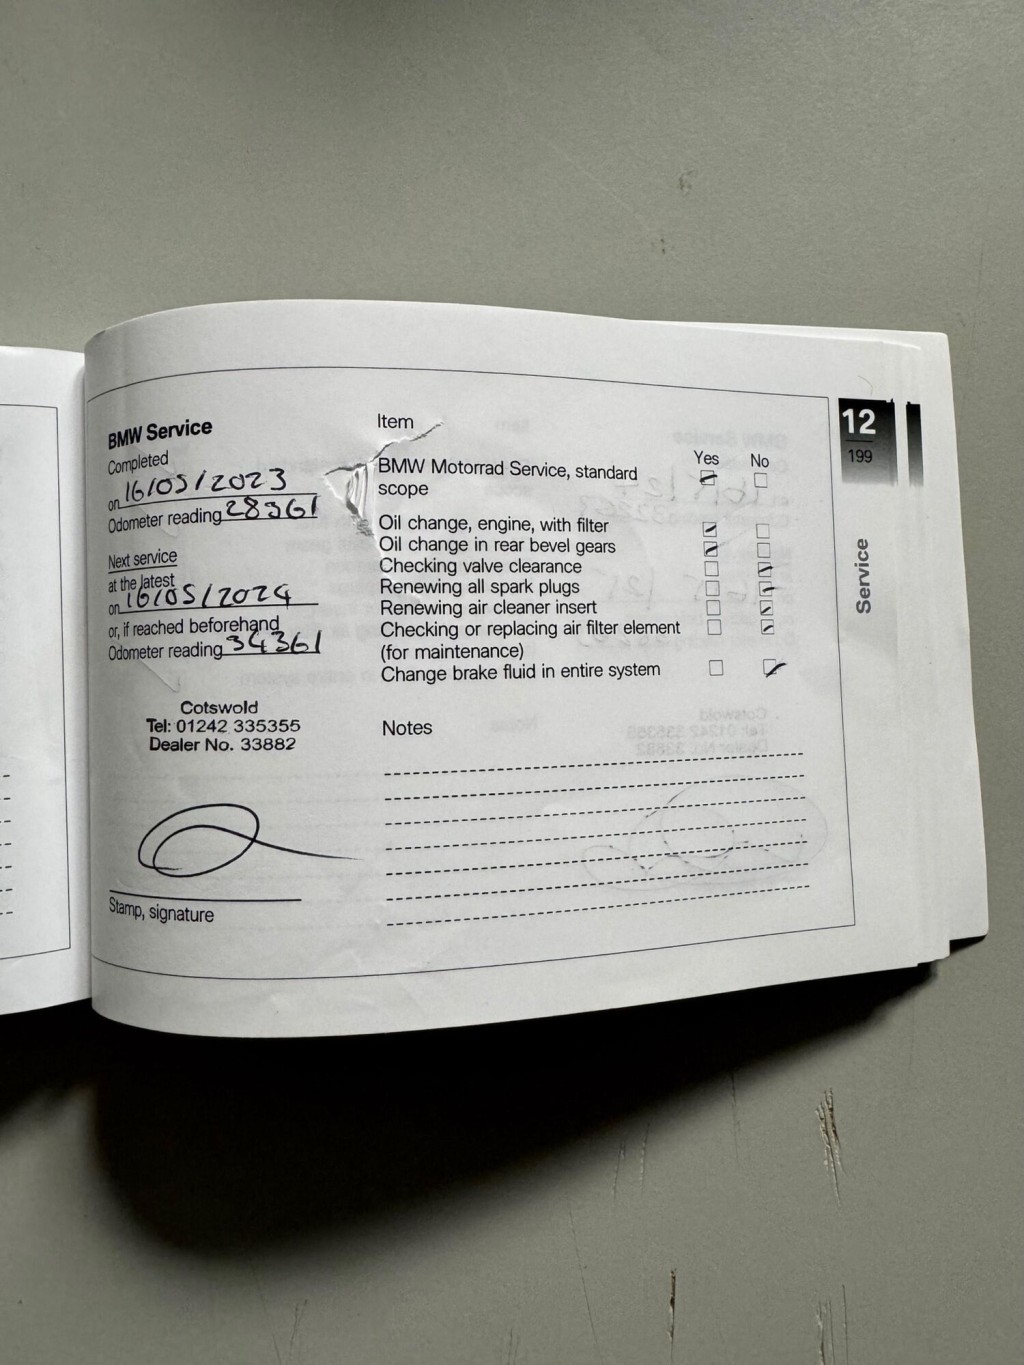 BMW Service
Completed
on 16/05/2023
Odometer reading 28361
Next service
at the latest
on 16/05/2024
or, if reached beforehand
Odometer reading 34361
Cotswold
Tel: 01242 335355
Dealer No. 33882
Stamp, signature
Item
Yes No
BMW Motorrad Service, standard
scope
Oil change, engine, with filter
Oil change in rear bevel gears
Checking valve clearance
Renewing all spark plugs
Renewing air cleaner insert
Checking or replacing air filter element
(for maintenance)
Change brake fluid in entire system
Notes
12
199
Service